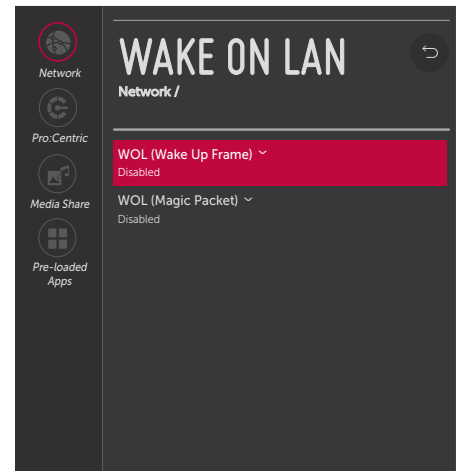 Network
Pro:Centric
Media Share
Pre-loaded
Apps
WAKE ON LAN
Network /
WOL (Wake Up Frame)
Disabled
WOL (Magic Packet)
Disabled